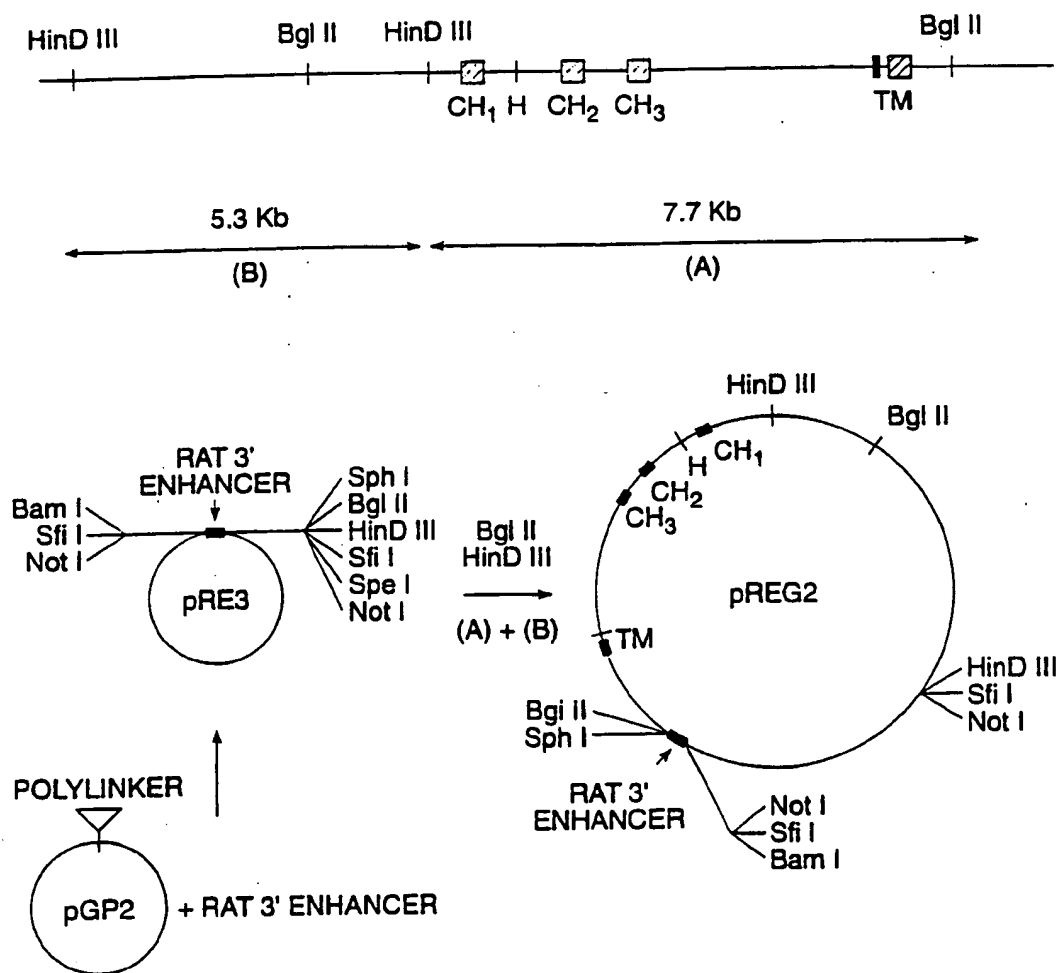 HinD III Bgl II HinD III Bgl II
CH1 H CH2 CH3 TM
5.3 Kb 7.7 Kb
(B) (A)
RAT 3'
ENHANCER
Bam I
Sfi I
Not I
Sph I
Bgl II
HinD III
Sfi I
Spe I
Not I
pRE3
Bgl II
HinD III
(A) + (B)
HinD III
Bgl II
CH1
H
CH2
CH3
pREG2
TM
HinD III
Sfi I
Not I
Bgi II
Sph I
RAT 3'
ENHANCER
Not I
Sfi I
Bam I
POLYLINKER
pGP2 + RAT 3' ENHANCER